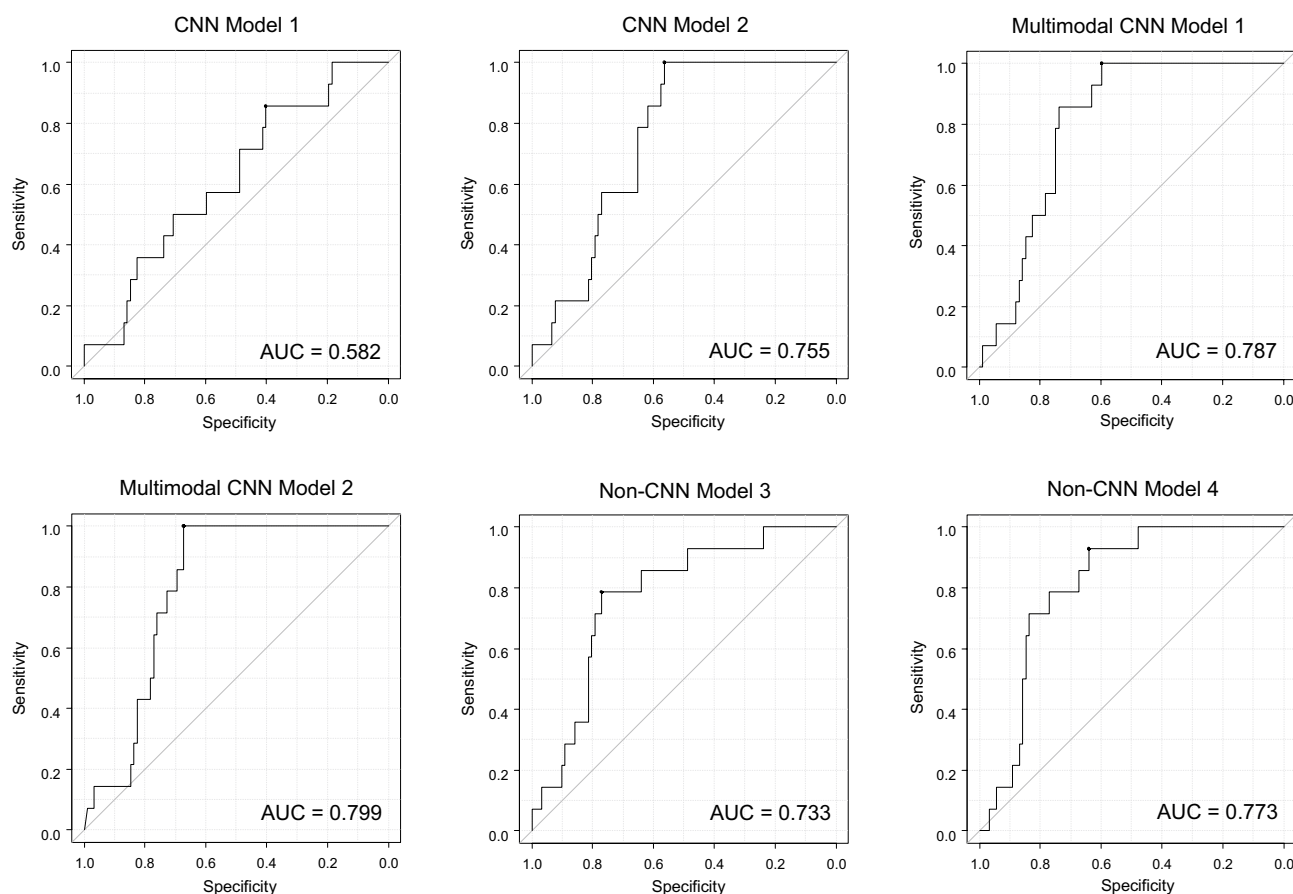 CNN Model 1
1.0
0.8
0.6
0.4
0.2
0.0
Sensitivity
AUC = 0.582
1.0 0.8 0.6 0.4 0.2 0.0
Specificity
CNN Model 2
1.0
0.8
0.6
0.4
0.2
0.0
Sensitivity
AUC = 0.755
1.0 0.8 0.6 0.4 0.2 0.0
Specificity
Multimodal CNN Model 1
1.0
0.8
0.6
0.4
0.2
0.0
Sensitivity
AUC = 0.787
1.0 0.8 0.6 0.4 0.2 0.0
Specificity
Multimodal CNN Model 2
1.0
0.8
0.6
0.4
0.2
0.0
Sensitivity
AUC = 0.799
1.0 0.8 0.6 0.4 0.2 0.0
Specificity
Non-CNN Model 3
1.0
0.8
0.6
0.4
0.2
0.0
Sensitivity
AUC = 0.733
1.0 0.8 0.6 0.4 0.2 0.0
Specificity
Non-CNN Model 4
1.0
0.8
0.6
0.4
0.2
0.0
Sensitivity
AUC = 0.773
1.0 0.8 0.6 0.4 0.2 0.0
Specificity